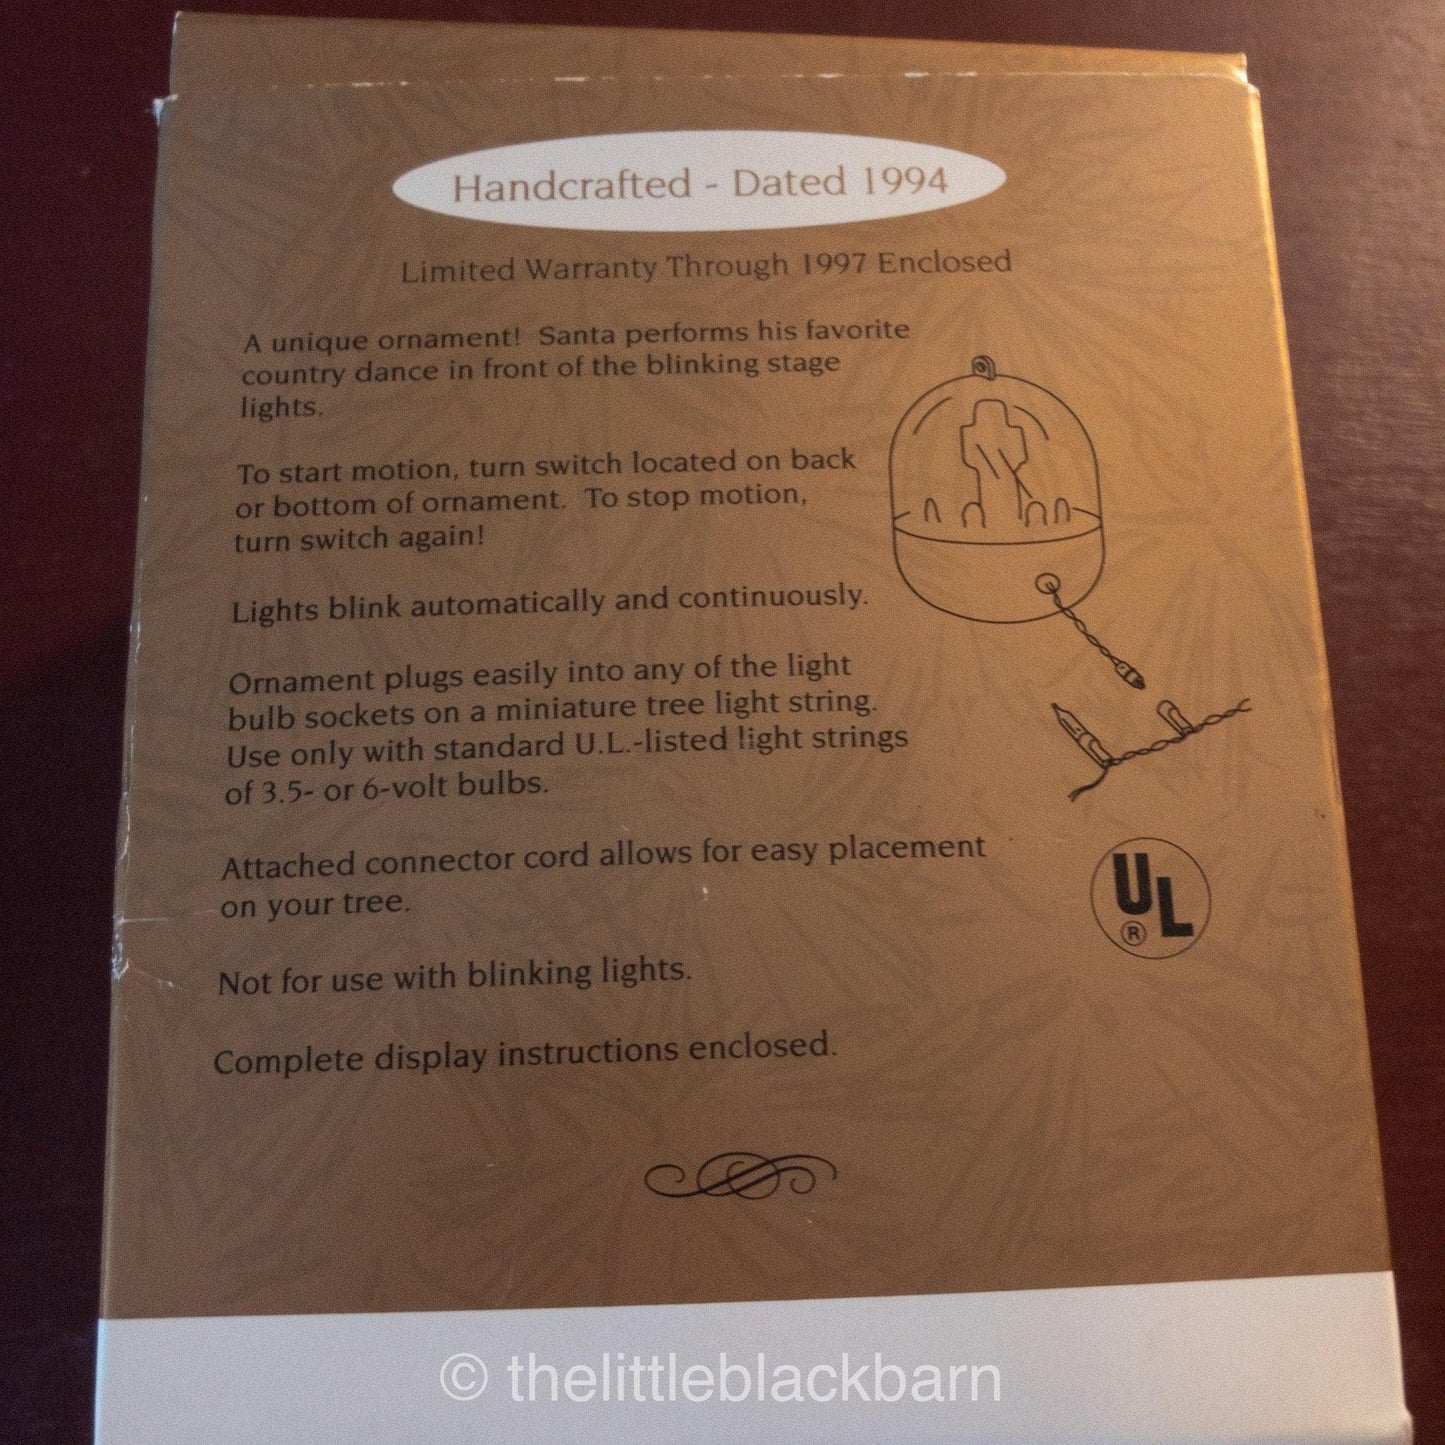 Handcrafted - Dated 1994
Limited Warranty Through 1997 Enclosed
A unique ornament! Santa performs his favorite
country dance in front of the blinking stage
lights.
To start motion, turn switch located on back
or bottom of ornament. To stop motion,
turn switch again!
Lights blink automatically and continuously.
Ornament plugs easily into any of the light
bulb sockets on a miniature tree light string.
Use only with standard U.L.-listed light strings
of 3.5- or 6-volt bulbs.
Attached connector cord allows for easy placement
on your tree.
UL
®
Not for use with blinking lights.
Complete display instructions enclosed.
© thelittleblackbarn